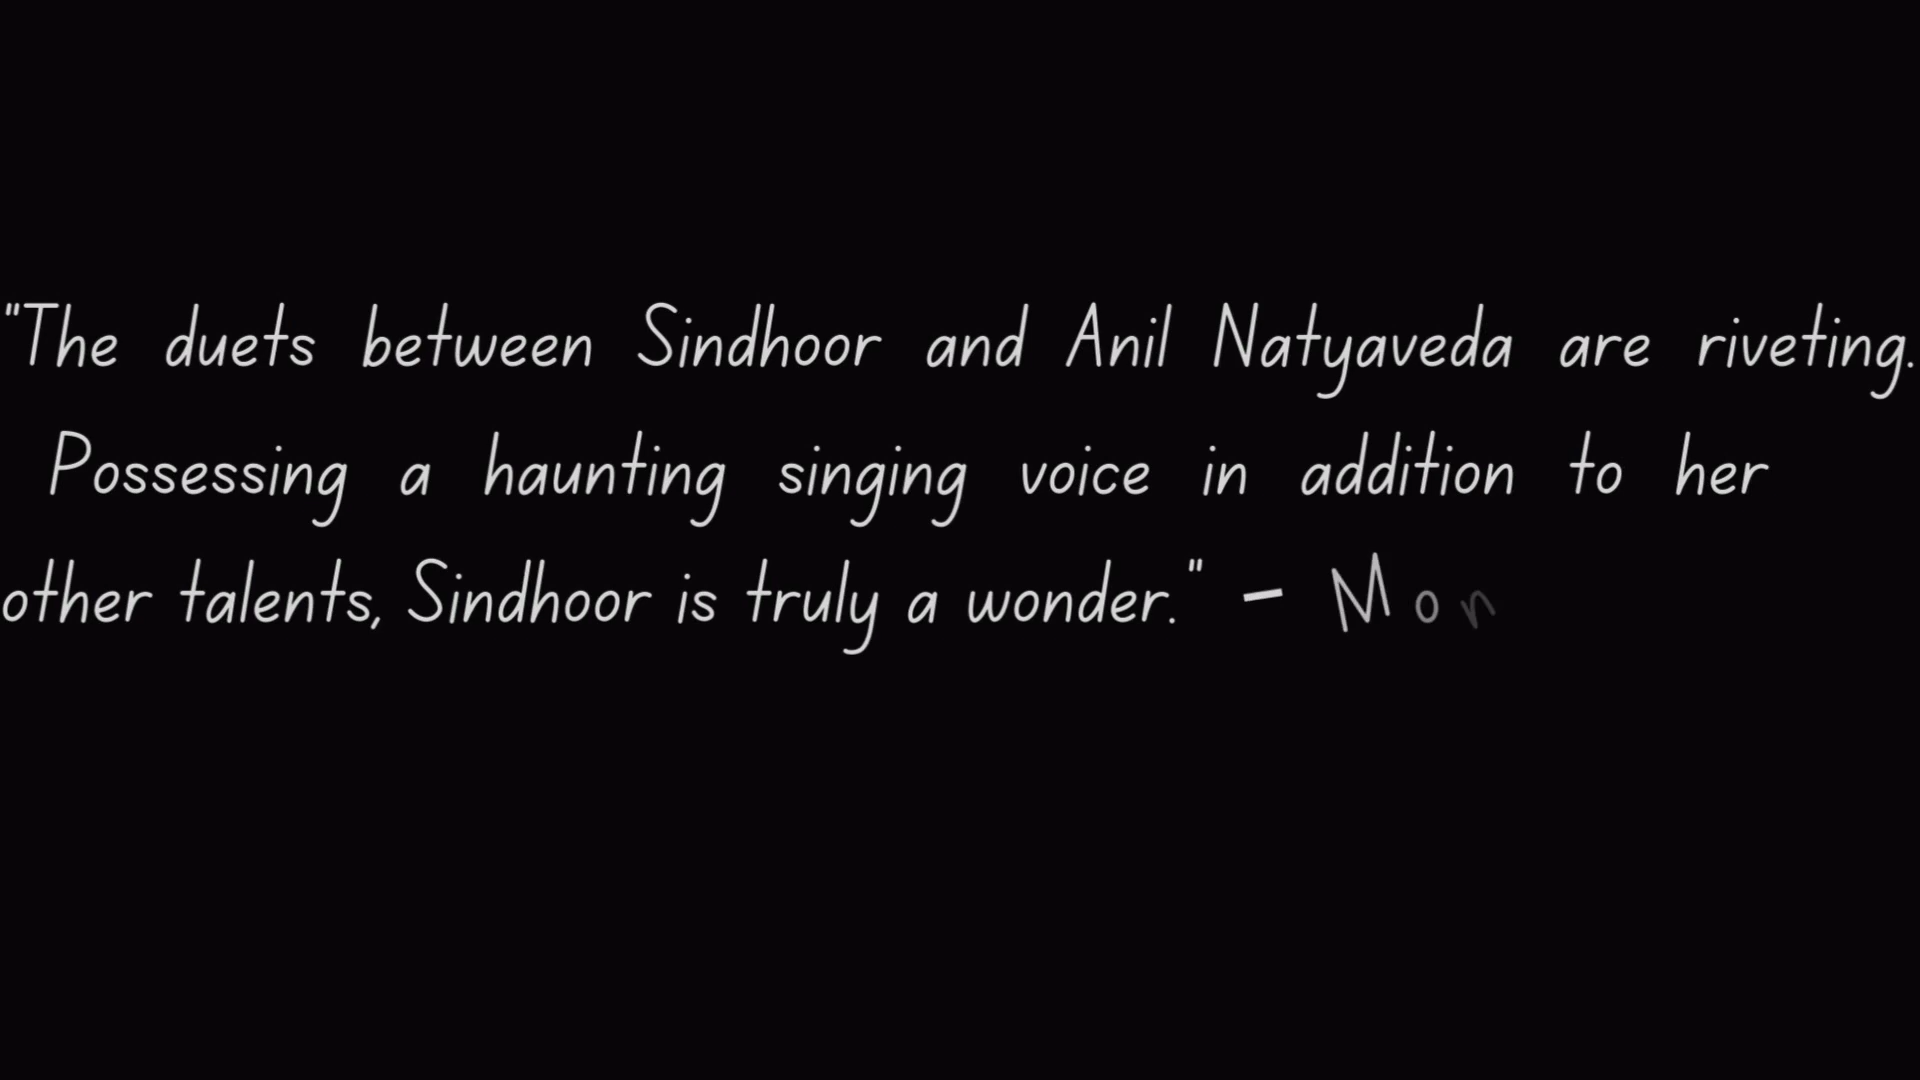 "The duets between Sindhoor and Anil Natyaveda are riveting.
Possessing a haunting singing voice in addition to her
other talents, Sindhoor is truly a wonder." - Mon